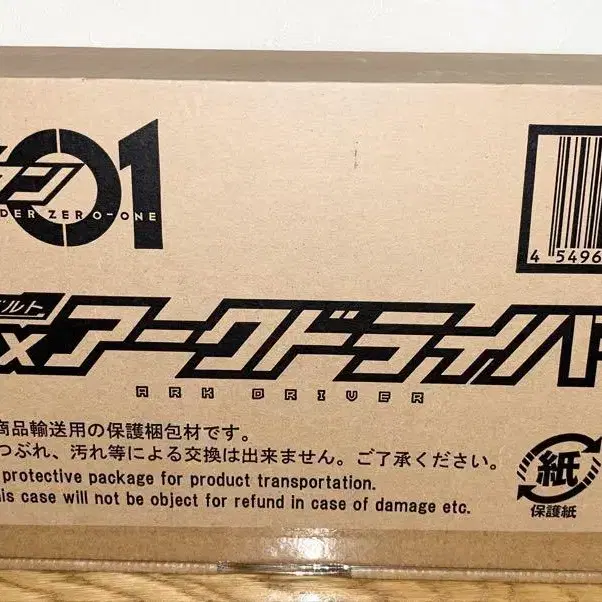 01
DER ZERO-ONE
4 5496
ベルト
アークドライバ
ARK DRIVER
商品輸送用の保護梱包材です。
つぶれ、汚れ等による交換は出来ません。ご了承ください。
protective package for product transportation.
his case will not be object for refund in case of damage etc.
紙
保護紙